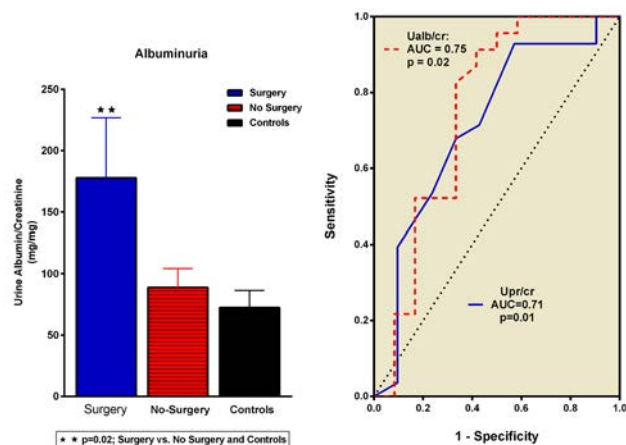 Albuminuria
Surgery
No Surgery
Controls
Urine Albumin/Creatinine
(mg/mg)
250
200
150
100
50
0
★★
Surgery
No-Surgery
Controls
★ ★ p=0.02; Surgery vs. No Surgery and Controls
Sensitivity
1.0
0.8
0.6
0.4
0.2
0.0
Ualb/cr:
AUC = 0.75
p = 0.02
Upr/cr
AUC=0.71
p=0.01
0.0 0.2 0.4 0.6 0.8 1.0
1 - Specificity